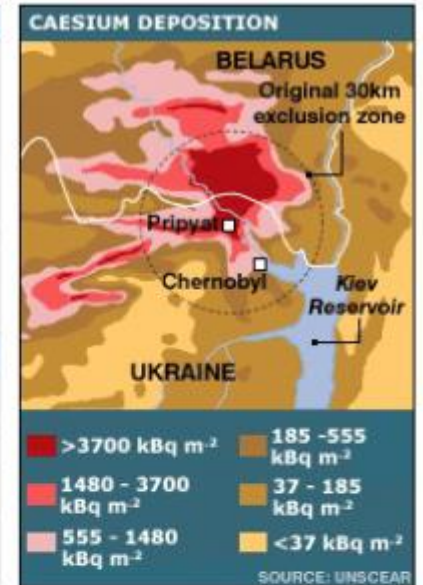 CAESIUM DEPOSITION
BELARUS
Original 30km
exclusion zone
Pripyat
Chernobyl
Kiev
Reservoir
UKRAINE
>3700 kBq m⁻²
1480 - 3700
kBq m⁻²
555 - 1480
kBq m⁻²
185 -555
kBq m⁻²
37 - 185
kBq m⁻²
<37 kBq m⁻²
SOURCE: UNSCEAR